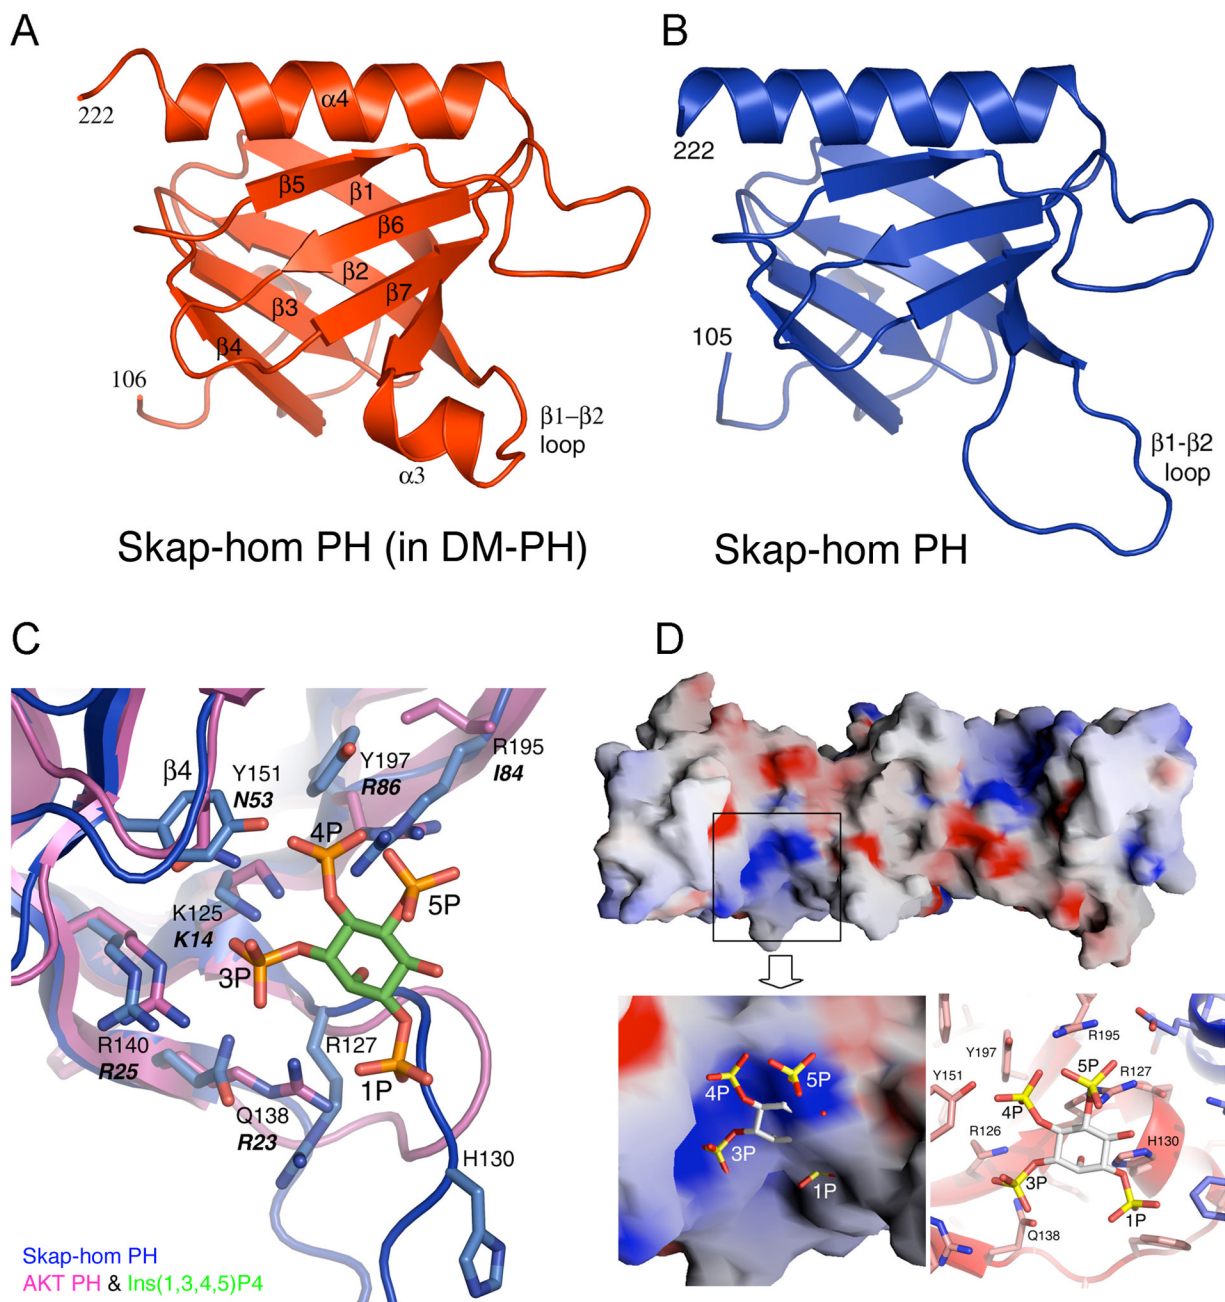 A
α4
222
β5
β1
β6
β2
β7
β3
β4
106
β1–β2
loop
α3
Skap-hom PH (in DM-PH)
B
222
105
β1-β2
loop
Skap-hom PH
C
β4
Y151
N53
Y197
R86
R195
I84
4P
5P
K125
K14
3P
R140
R25
R127
1P
Q138
R23
H130
Skap-hom PH
AKT PH & Ins(1,3,4,5)P4
D
4P
5P
3P
1P
R195
Y197
5P
R127
Y151
4P
R126
H130
3P
1P
Q138